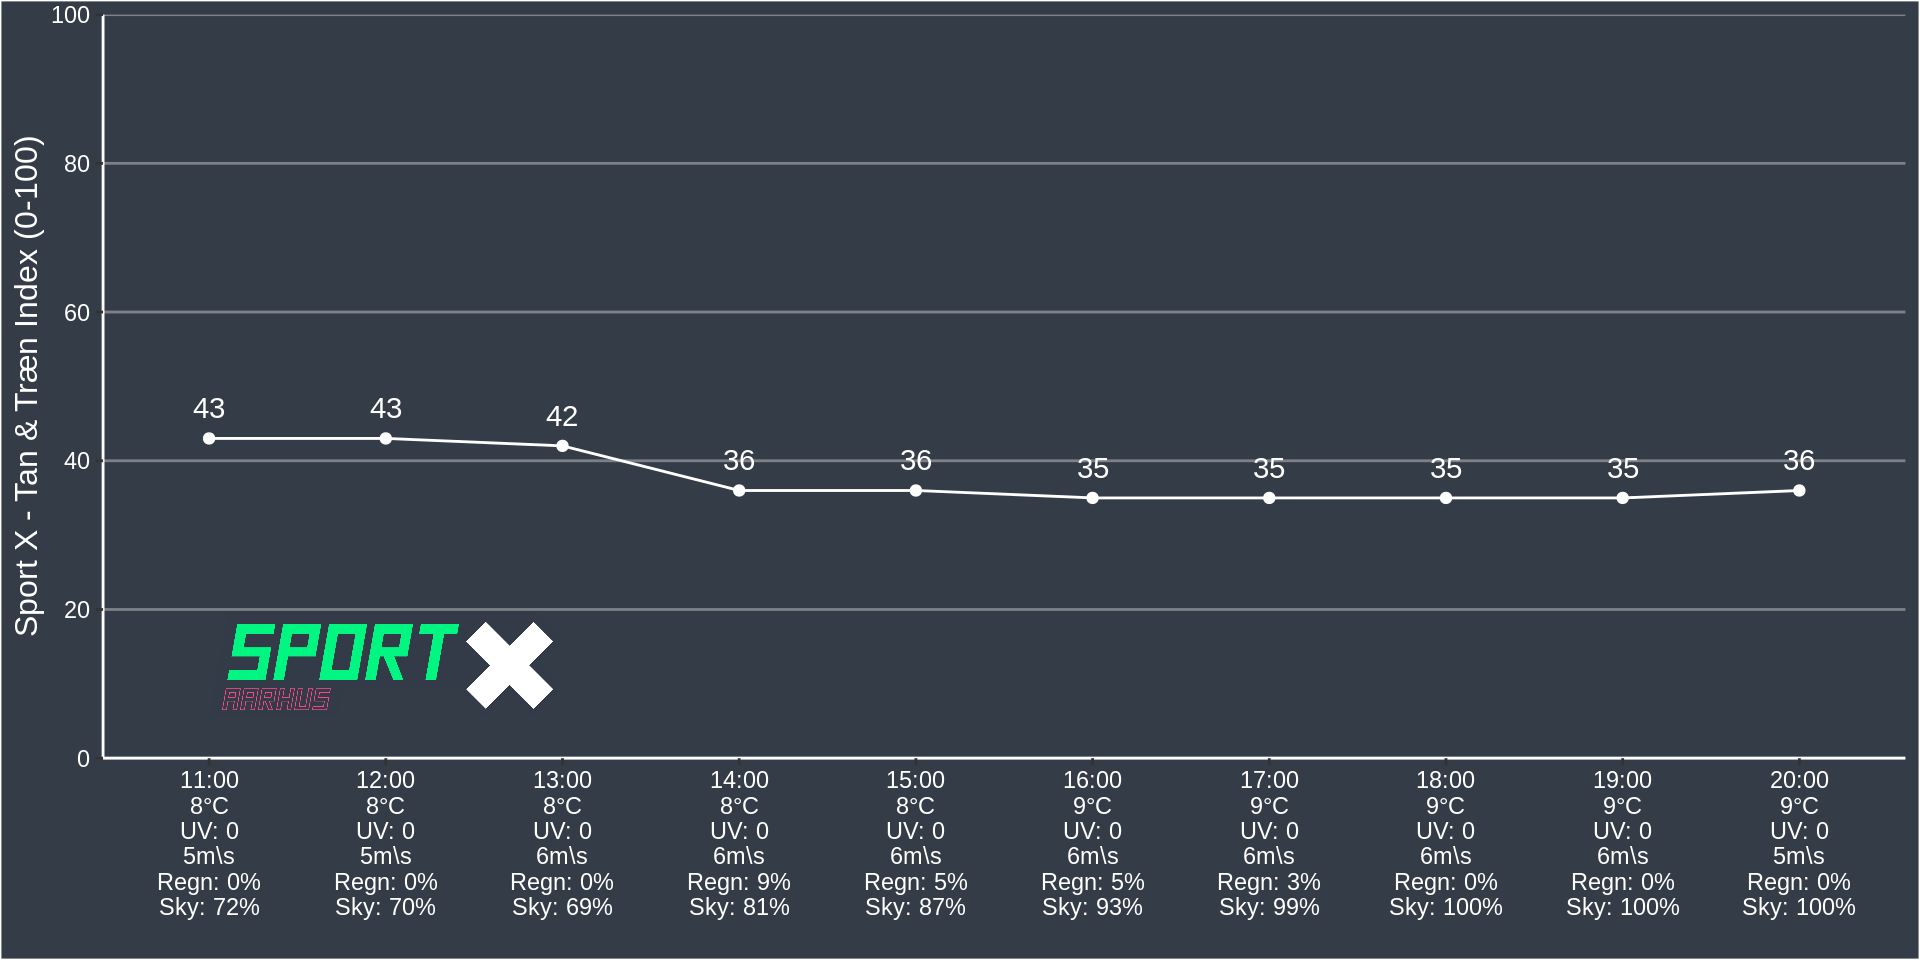 Sport X - Tan & Træn Index (0-100)
100
80
60
40
20
0
43 43 42 36 36 35 35 35 35 36
SPORT X
AARHUS
11:00 12:00 13:00 14:00 15:00 16:00 17:00 18:00 19:00 20:00
8°C 8°C 8°C 8°C 8°C 9°C 9°C 9°C 9°C 9°C
UV: 0 UV: 0 UV: 0 UV: 0 UV: 0 UV: 0 UV: 0 UV: 0 UV: 0 UV: 0
5m\s 5m\s 6m\s 6m\s 6m\s 6m\s 6m\s 6m\s 6m\s 5m\s
Regn: 0% Regn: 0% Regn: 0% Regn: 9% Regn: 5% Regn: 5% Regn: 3% Regn: 0% Regn: 0% Regn: 0%
Sky: 72% Sky: 70% Sky: 69% Sky: 81% Sky: 87% Sky: 93% Sky: 99% Sky: 100% Sky: 100% Sky: 100%